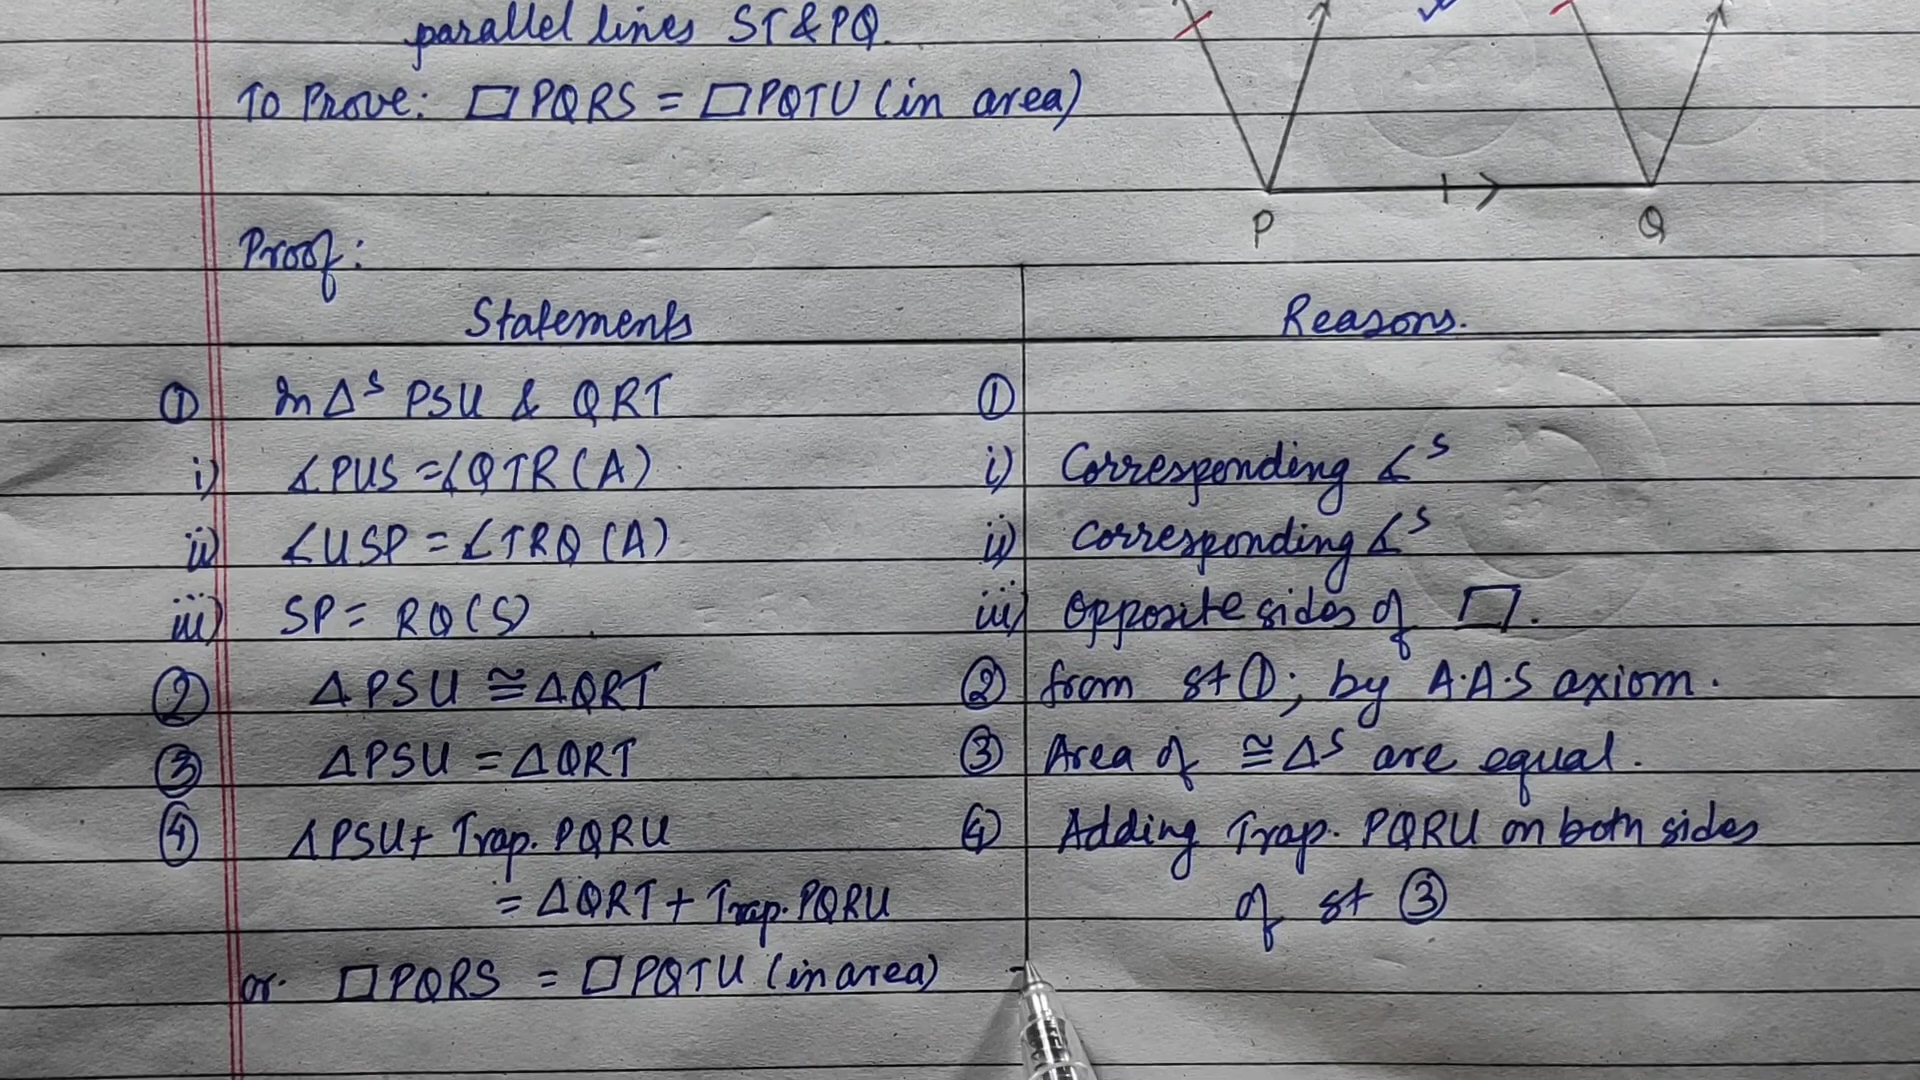 parallel lines ST & PQ.
To Prove: ▱ PQRS = ▱ PQTU (in area)
P Q
Proof:
Statements Reasons.
① In Δˢ PSU & QRT ①
i) ∡PUS = ∡QTR (A) i) Corresponding ∡ˢ
ii) ∡USP = ∡TRQ (A) ii) Corresponding ∡ˢ
iii) SP = RQ (S) iii) Opposite sides of ▱.
② ΔPSU ≅ ΔQRT ② from st ①; by A.A.S axiom.
③ ΔPSU = ΔQRT ③ Area of ≅ Δˢ are equal.
④ ΔPSU + Trap. PQRU ④ Adding Trap. PQRU on both sides
= ΔQRT + Trap. PQRU of st ③
or. ▱ PQRS = ▱ PQTU (in area)